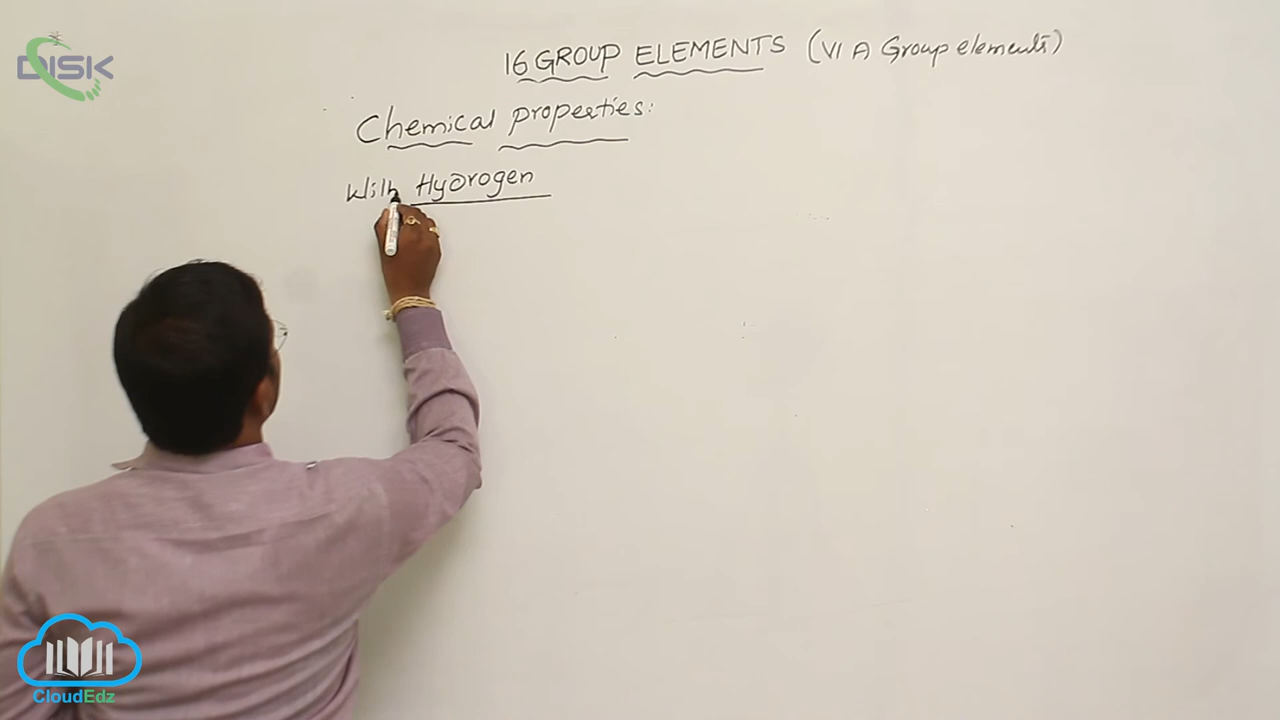 DISK
16 GROUP ELEMENTS (VI A Group elements)
Chemical properties:
With Hydrogen
CloudEdz